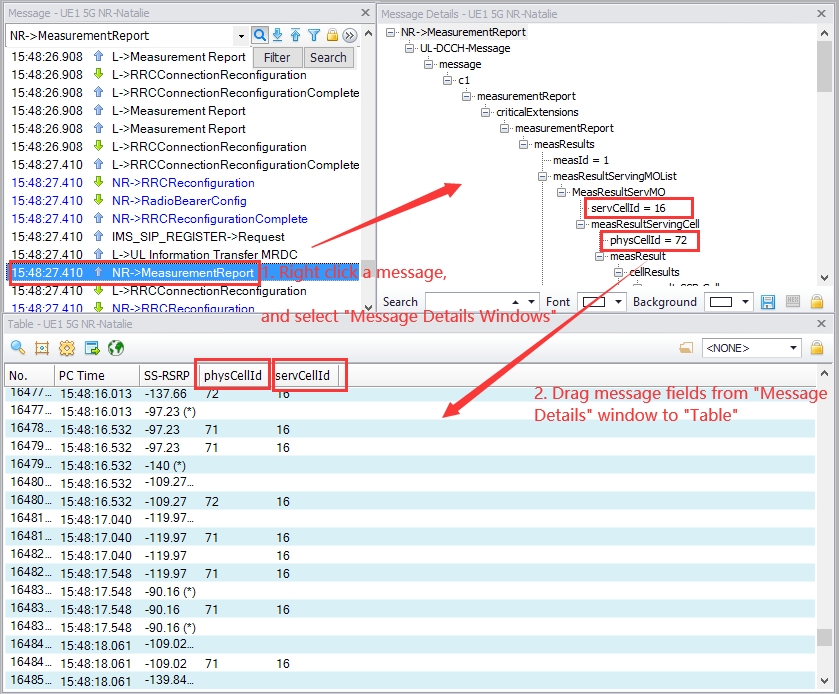 Message - UE1 5G NR-Natalie
NR->MeasurementReport
15:48:26.908 L->Measurement Report
Filter Search
15:48:26.908 L->RRCConnectionReconfiguration
15:48:26.908 L->RRCConnectionReconfigurationComplete
15:48:26.908 L->Measurement Report
15:48:26.908 L->Measurement Report
15:48:26.908 L->RRCConnectionReconfiguration
15:48:27.410 L->RRCConnectionReconfigurationComplete
15:48:27.410 NR->RRCReconfiguration
15:48:27.410 NR->RadioBearerConfig
15:48:27.410 NR->RRCReconfigurationComplete
15:48:27.410 IMS_SIP_REGISTER->Request
15:48:27.410 L->UL Information Transfer MRDC
15:48:27.410 NR->MeasurementReport
15:48:27.410 L->RRCConnectionReconfiguration
15:48:27.410 NR->RRCReconfiguration
Message Details - UE1 5G NR-Natalie
NR->MeasurementReport
UL-DCCH-Message
message
c1
measurementReport
criticalExtensions
measurementReport
measResults
measId = 1
measResultServingMOList
MeasResultServMO
servCellId = 16
measResultServingCell
physCellId = 72
measResult
cellResults
Search Font Background
1. Right click a message,
and select "Message Details Windows"
Table - UE1 5G NR-Natalie
<NONE>
No. PC Time SS-RSRP physCellId servCellId
16477... 15:48:16.013 -137.66 72 16
16477... 15:48:16.013 -97.23 (*)
16478... 15:48:16.532 -97.23 71 16
16479... 15:48:16.532 -97.23 71 16
16479... 15:48:16.532 -140 (*)
16480... 15:48:16.532 -109.27...
16480... 15:48:16.532 -109.27 72 16
16481... 15:48:17.040 -119.97...
16481... 15:48:17.040 -119.97 71 16
16482... 15:48:17.040 -119.97 16
16482... 15:48:17.548 -119.97 71 16
16483... 15:48:17.548 -90.16 (*)
16483... 15:48:17.548 -90.16 71 16
16483... 15:48:17.548 -90.16 (*)
16484... 15:48:18.061 -109.02...
16484... 15:48:18.061 -109.02 71 16
16485... 15:48:18.061 -139.84...
2. Drag message fields from "Message
Details" window to "Table"